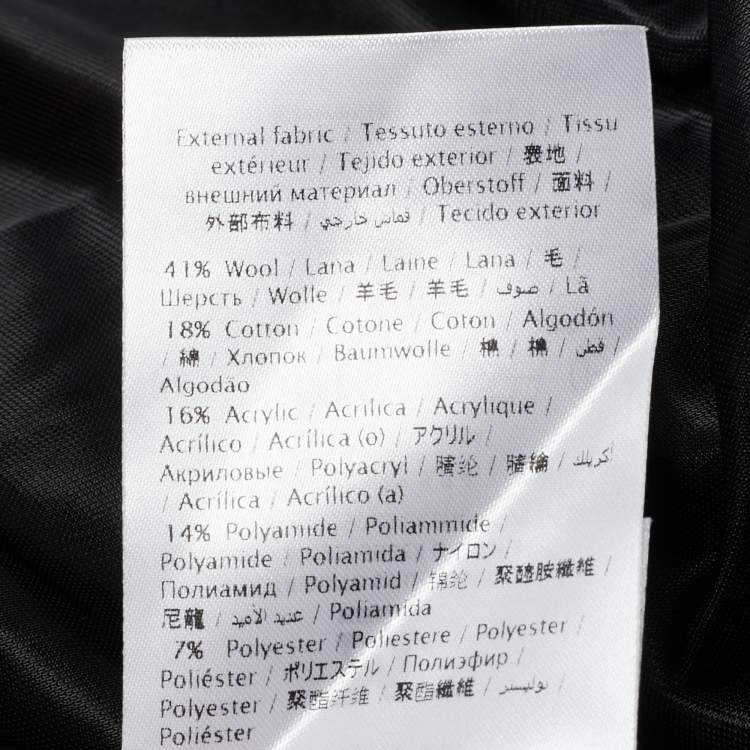 External fabric / Tessuto esterno / Tissu
extérieur / Tejido exterior / 表地 /
внешний материал / Oberstoff / 面料 /
外部布料 / قماس خارجي / Tecido exterior
41% Wool / Lana / Laine / Lana / 毛 /
Шерсть / Wolle / 羊毛 / 羊毛 / صوف / Lã
18% Cotton / Cotone / Coton / Algodón
/ 綿 / Хлопок / Baumwolle / 棉 / 棉 / قطن /
Algodão
16% Acrylic / Acrilica / Acrylique /
Acrílico / Acrílica (o) / アクリル /
Акриловые / Polyacryl / 腈纶 / 腈綸 / أكريلك
/ Acrílica / Acrílico (a)
14% Polyamide / Poliammide /
Polyamide / Poliamida / ナイロン /
Полиамид / Polyamid / 锦纶 / 聚醯胺纖維 /
尼龍 / عديد الأميد / Poliamida
7% Polyester / Poliestere / Polyester /
Poliéster / ポリエステル / Полиэфир /
Polyester / 聚酯纤维 / 聚酯纖維 / بوليستر /
Poliéster